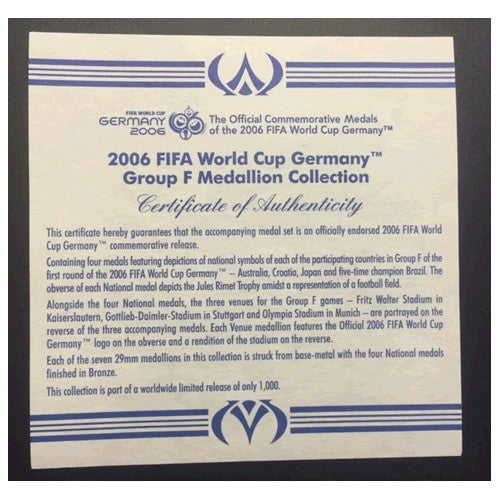 FIFA WORLD CUP
GERMANY
2006
The Official Commemorative Medals
of the 2006 FIFA World Cup Germany™
2006 FIFA World Cup Germany™
Group F Medallion Collection
Certificate of Authenticity
This certificate hereby guarantees that the accompanying medal set is an officially endorsed 2006 FIFA World
Cup Germany™ commemorative release.
Containing four medals featuring depictions of national symbols of each of the participating countries in Group F of the
first round of the 2006 FIFA World Cup Germany™ – Australia, Croatia, Japan and five-time champion Brazil. The
obverse of each National medal depicts the Jules Rimet Trophy amidst a representation of a football field.
Alongside the four National medals, the three venues for the Group F games – Fritz Walter Stadium in
Kaiserslautern, Gottlieb-Daimler-Stadium in Stuttgart and Olympia Stadium in Munich – are portrayed on the
reverse of the three accompanying medals. Each Venue medallion features the Official 2006 FIFA World Cup
Germany™ logo on the obverse and a rendition of the stadium on the reverse.
Each of the seven 29mm medallions in this collection is struck from base-metal with the four National medals
finished in Bronze.
This collection is part of a worldwide limited release of only 1,000.